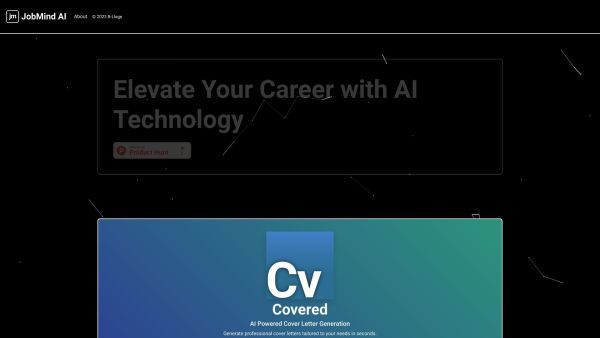 jm JobMind AI About © 2023 B-Llage
Elevate Your Career with AI
Technology
Product Hunt
Cv
Covered
AI Powered Cover Letter Generation
Generate professional cover letters tailored to your needs in seconds.